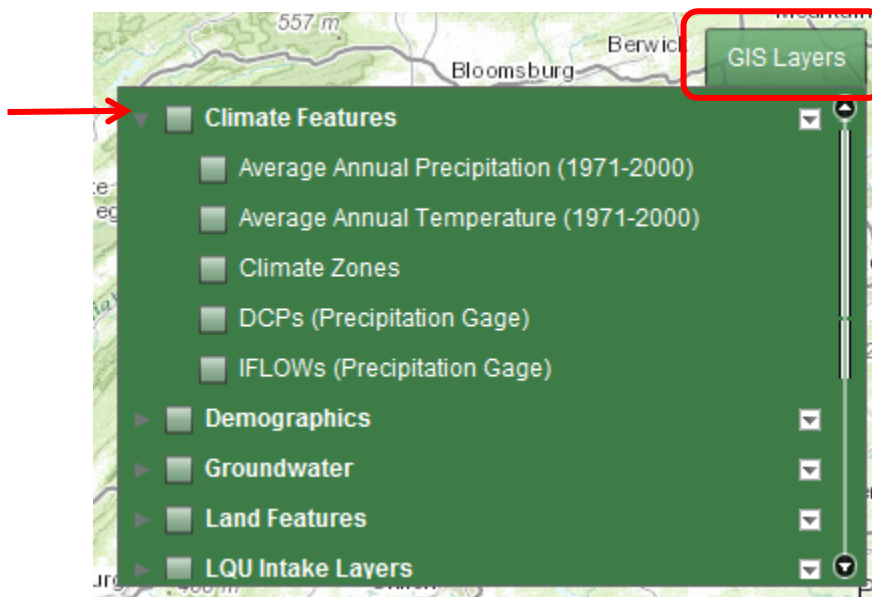 557 m
Berwick
Bloomsburg
GIS Layers
Climate Features
Average Annual Precipitation (1971-2000)
Average Annual Temperature (1971-2000)
Climate Zones
DCPs (Precipitation Gage)
IFLOWs (Precipitation Gage)
Demographics
Groundwater
Land Features
LQU Intake Layers